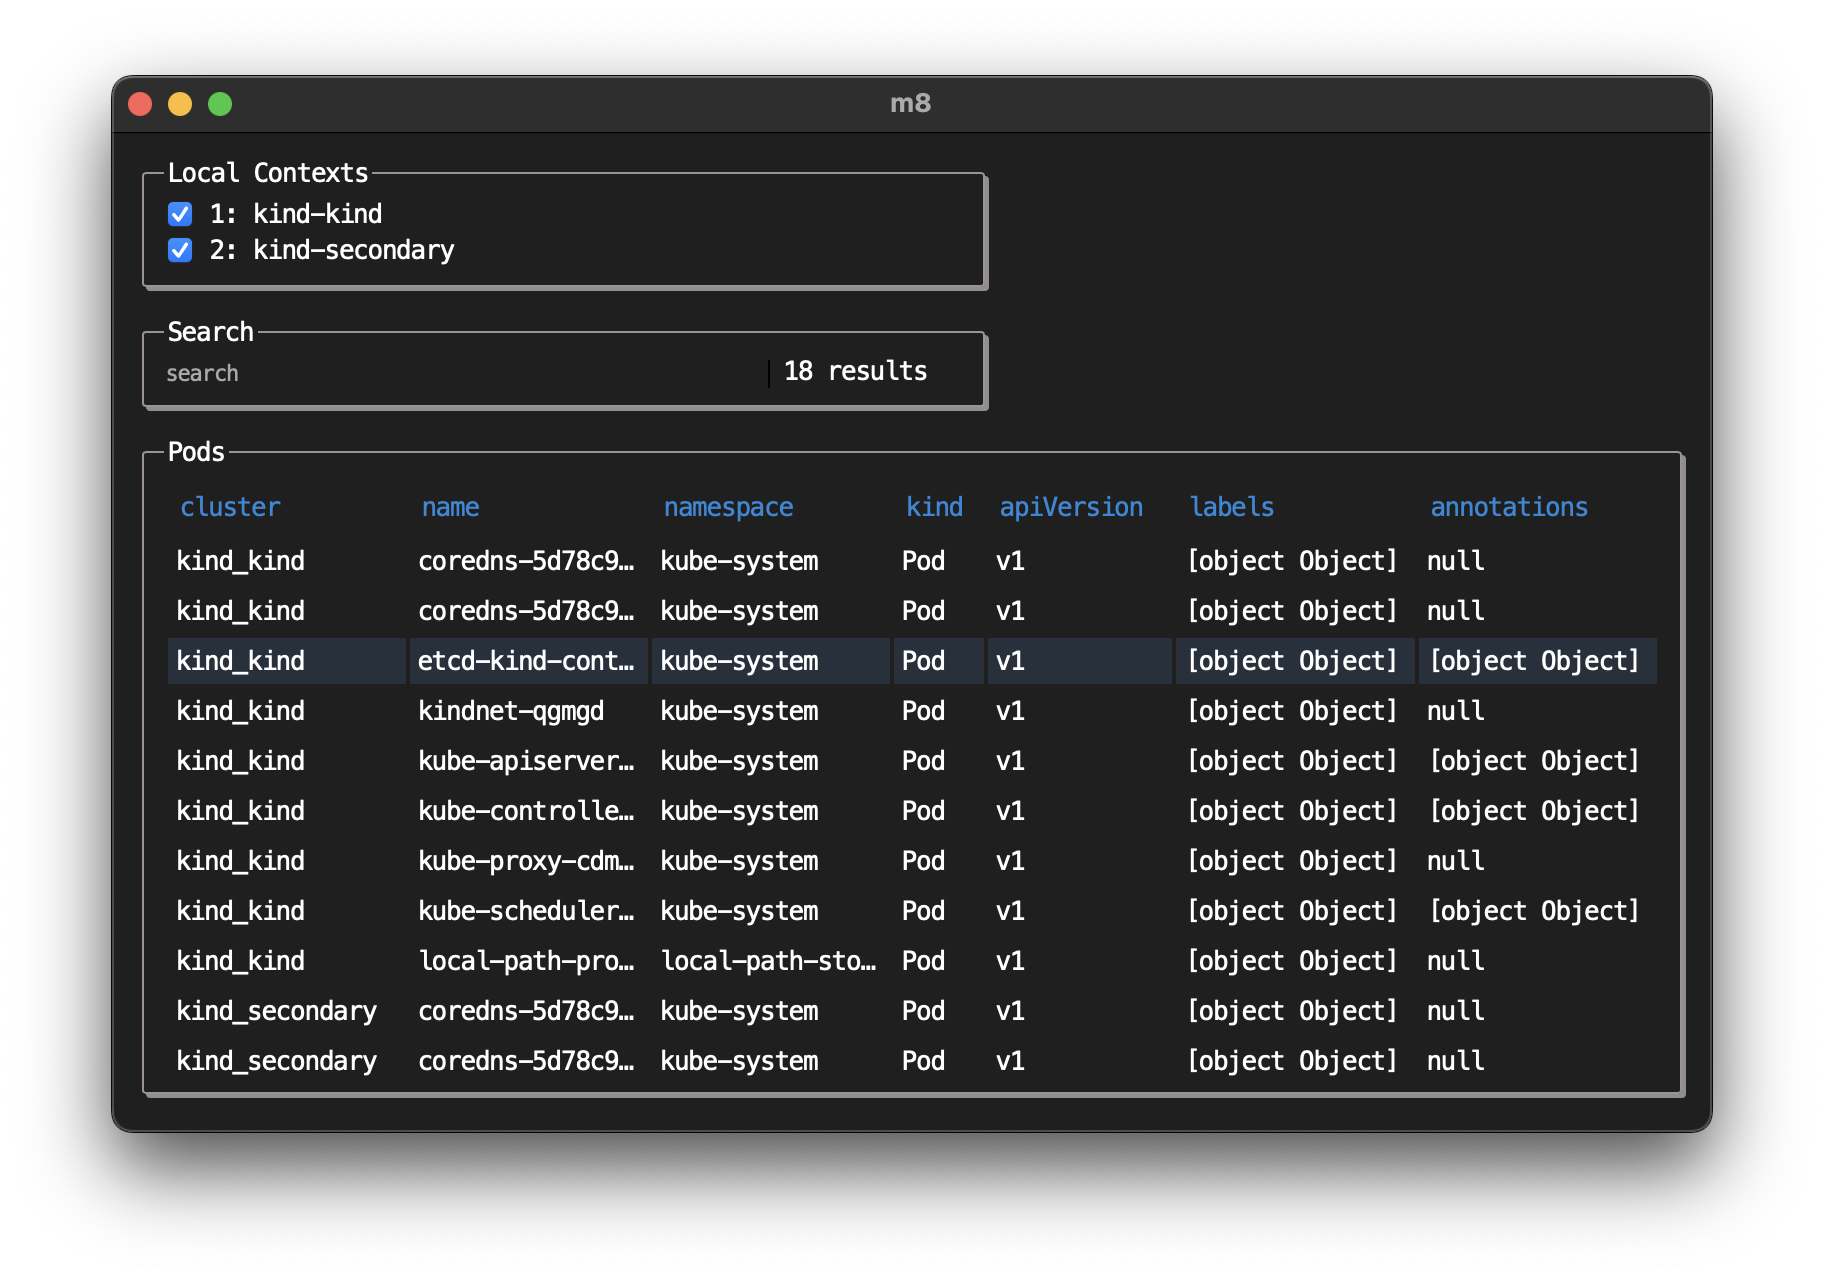 m8
Local Contexts
1: kind-kind
2: kind-secondary
Search
search 18 results
Pods
cluster name namespace kind apiVersion labels annotations
kind_kind coredns-5d78c9… kube-system Pod v1 [object Object] null
kind_kind coredns-5d78c9… kube-system Pod v1 [object Object] null
kind_kind etcd-kind-cont… kube-system Pod v1 [object Object] [object Object]
kind_kind kindnet-qgmgd kube-system Pod v1 [object Object] null
kind_kind kube-apiserver… kube-system Pod v1 [object Object] [object Object]
kind_kind kube-controlle… kube-system Pod v1 [object Object] [object Object]
kind_kind kube-proxy-cdm… kube-system Pod v1 [object Object] null
kind_kind kube-scheduler… kube-system Pod v1 [object Object] [object Object]
kind_kind local-path-pro… local-path-sto… Pod v1 [object Object] null
kind_secondary coredns-5d78c9… kube-system Pod v1 [object Object] null
kind_secondary coredns-5d78c9… kube-system Pod v1 [object Object] null